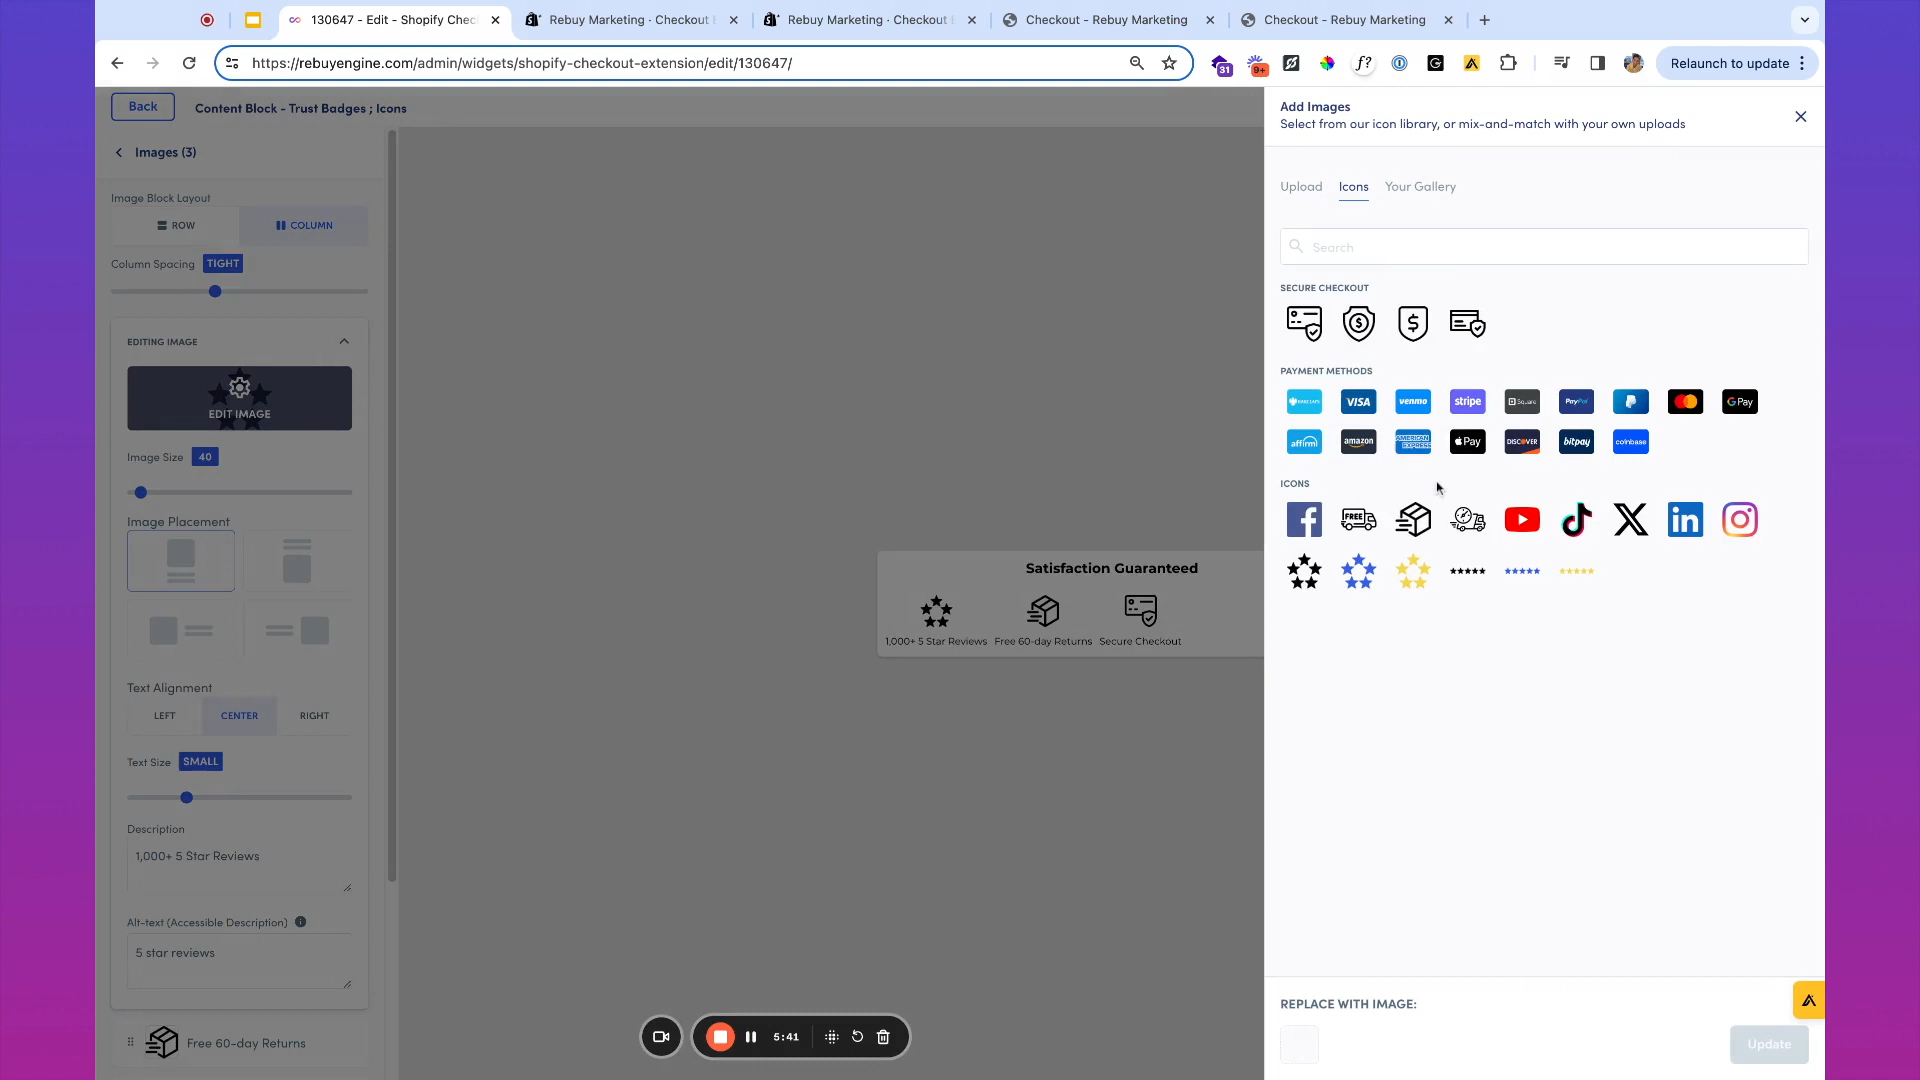 130647 - Edit - Shopify Chec
Rebuy Marketing · Checkout E
Rebuy Marketing · Checkout E
Checkout - Rebuy Marketing
Checkout - Rebuy Marketing
https://rebuyengine.com/admin/widgets/shopify-checkout-extension/edit/130647/
31
9+
f?
Relaunch to update
Back
Content Block - Trust Badges ; Icons
Images (3)
Image Block Layout
ROW
COLUMN
Column Spacing
TIGHT
EDITING IMAGE
EDIT IMAGE
Image Size
40
Image Placement
Text Alignment
LEFT
CENTER
RIGHT
Text Size
SMALL
Description
1,000+ 5 Star Reviews
Alt-text (Accessible Description)
5 star reviews
Free 60-day Returns
Satisfaction Guaranteed
1,000+ 5 Star Reviews
Free 60-day Returns
Secure Checkout
5:41
Add Images
Select from our icon library, or mix-and-match with your own uploads
Upload
Icons
Your Gallery
Search
SECURE CHECKOUT
PAYMENT METHODS
BARCLAYS
VISA
venmo
stripe
Square
PayPal
G Pay
affirm
amazon
AMERICAN EXPRESS
Pay
DISCOVER
bitpay
coinbase
ICONS
FREE
in
REPLACE WITH IMAGE:
Update